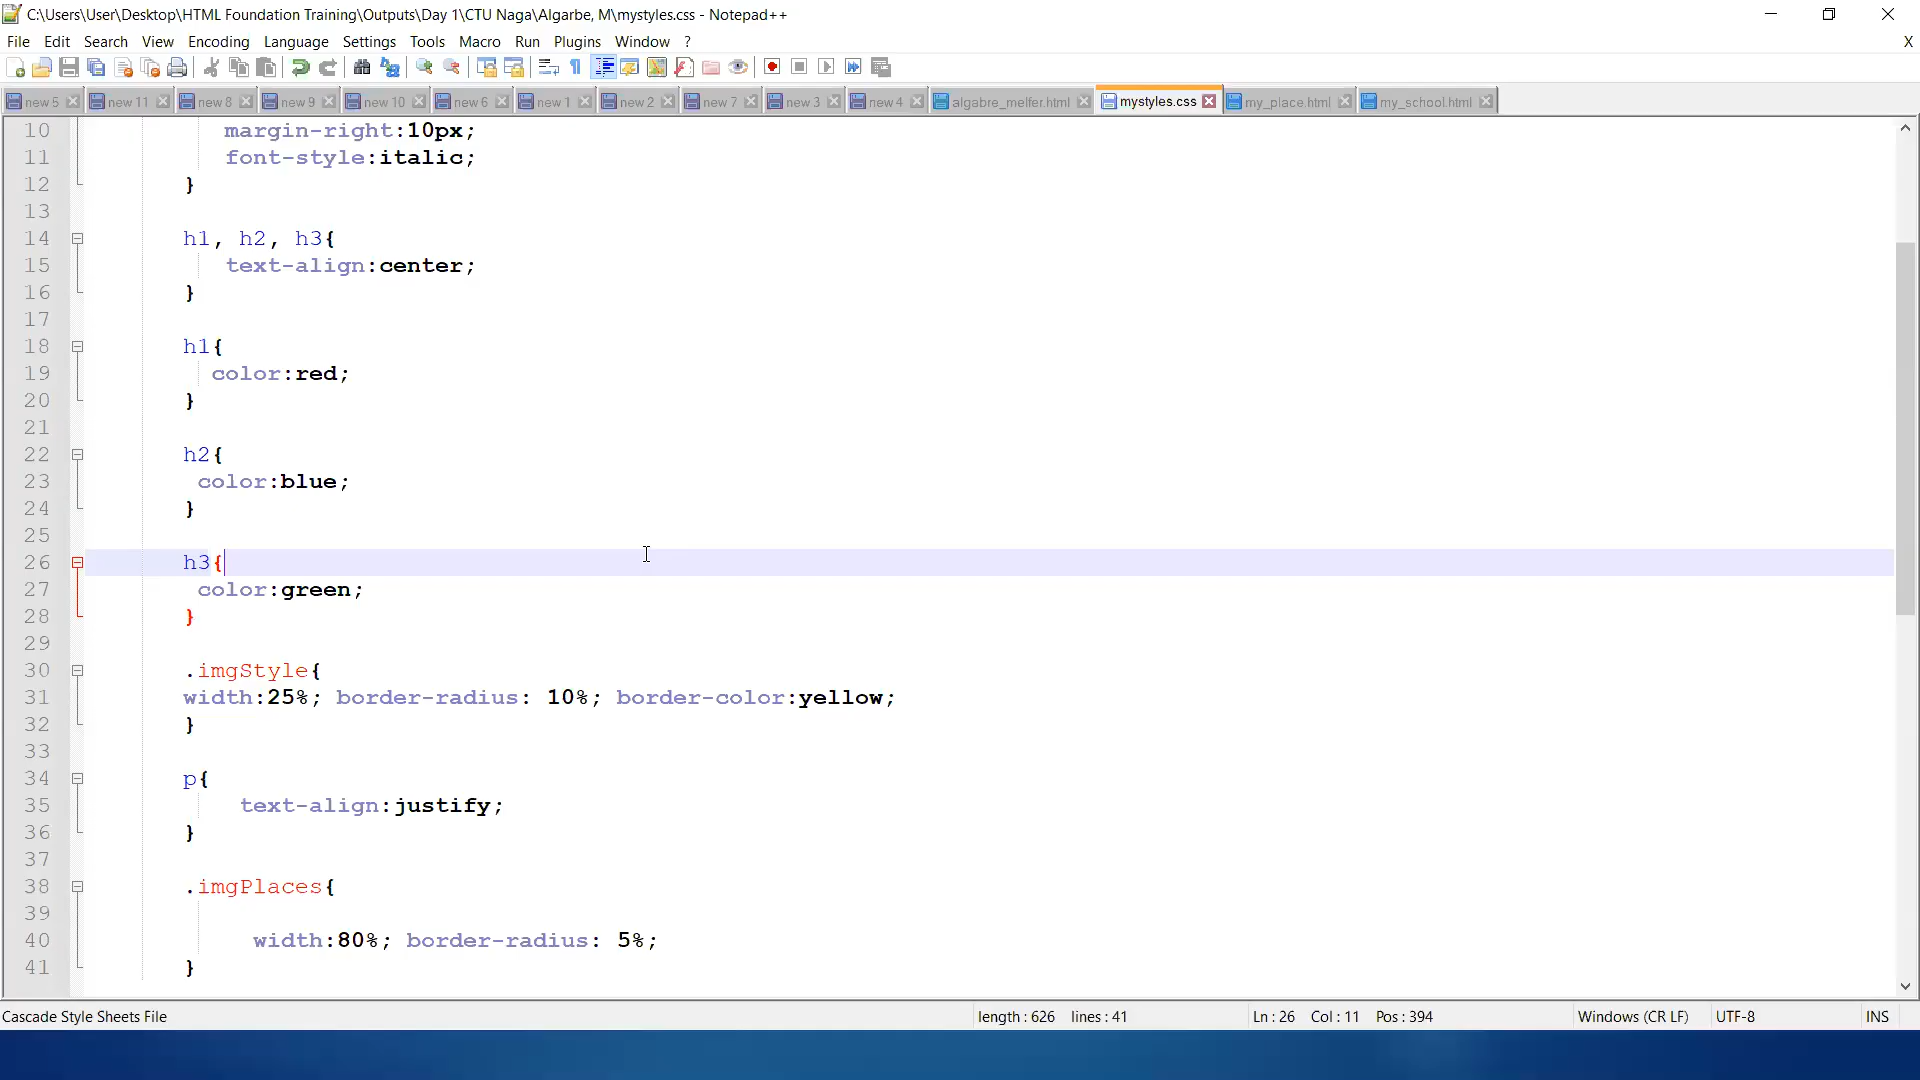 C:\Users\User\Desktop\HTML Foundation Training\Outputs\Day 1\CTU Naga\Algarbe, M\mystyles.css - Notepad++
File Edit Search View Encoding Language Settings Tools Macro Run Plugins Window ? X
new 5 new 11 new 8 new 9 new 10 new 6 new 1 new 2 new 7 new 3 new 4 algabre_melfer.html mystyles.css my_place.html my_school.html
10 margin-right:10px;
11 font-style:italic;
12 }
13
14 h1, h2, h3{
15 text-align:center;
16 }
17
18 h1{
19 color:red;
20 }
21
22 h2{
23 color:blue;
24 }
25
26 h3{
27 color:green;
28 }
29
30 .imgStyle{
31 width:25%; border-radius: 10%; border-color:yellow;
32 }
33
34 p{
35 text-align:justify;
36 }
37
38 .imgPlaces{
39
40 width:80%; border-radius: 5%;
41 }
Cascade Style Sheets File length : 626 lines : 41 Ln : 26 Col : 11 Pos : 394 Windows (CR LF) UTF-8 INS